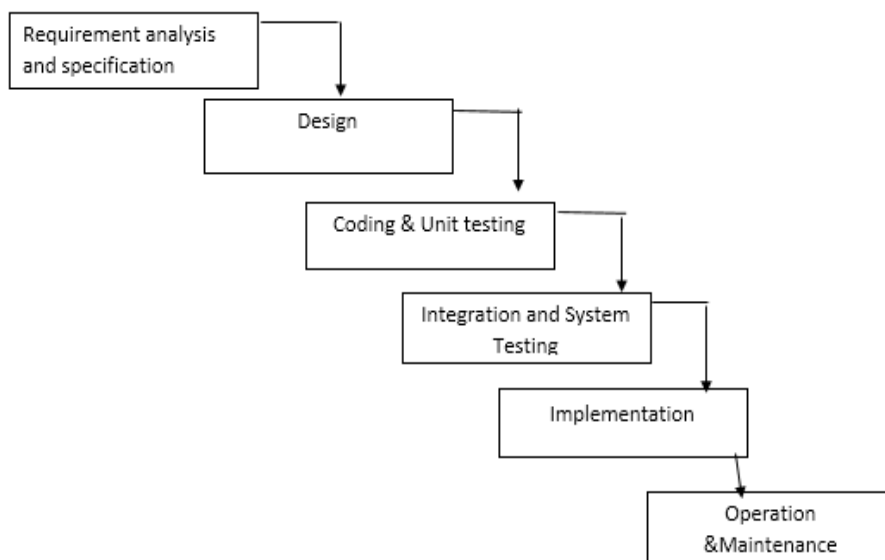 Requirement analysis
and specification
Design
Coding & Unit testing
Integration and System
Testing
Implementation
Operation
&Maintenance